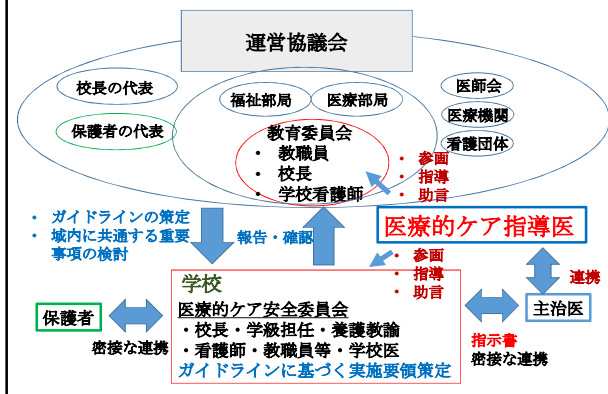 運営協議会
校長の代表
保護者の代表
福祉部局
医療部局
教育委員会
・ 教職員
・ 校長
・ 学校看護師
医師会
医療機関
看護団体
・ 参画
・ 指導
・ 助言
・ ガイドラインの策定
・ 域内に共通する重要
事項の検討
報告・確認
医療的ケア指導医
・ 参画
・ 指導
・ 助言
連携
学校
医療的ケア安全委員会
・校長・学級担任・養護教諭
・看護師・教職員等・学校医
ガイドラインに基づく実施要領策定
保護者
密接な連携
主治医
指示書
密接な連携